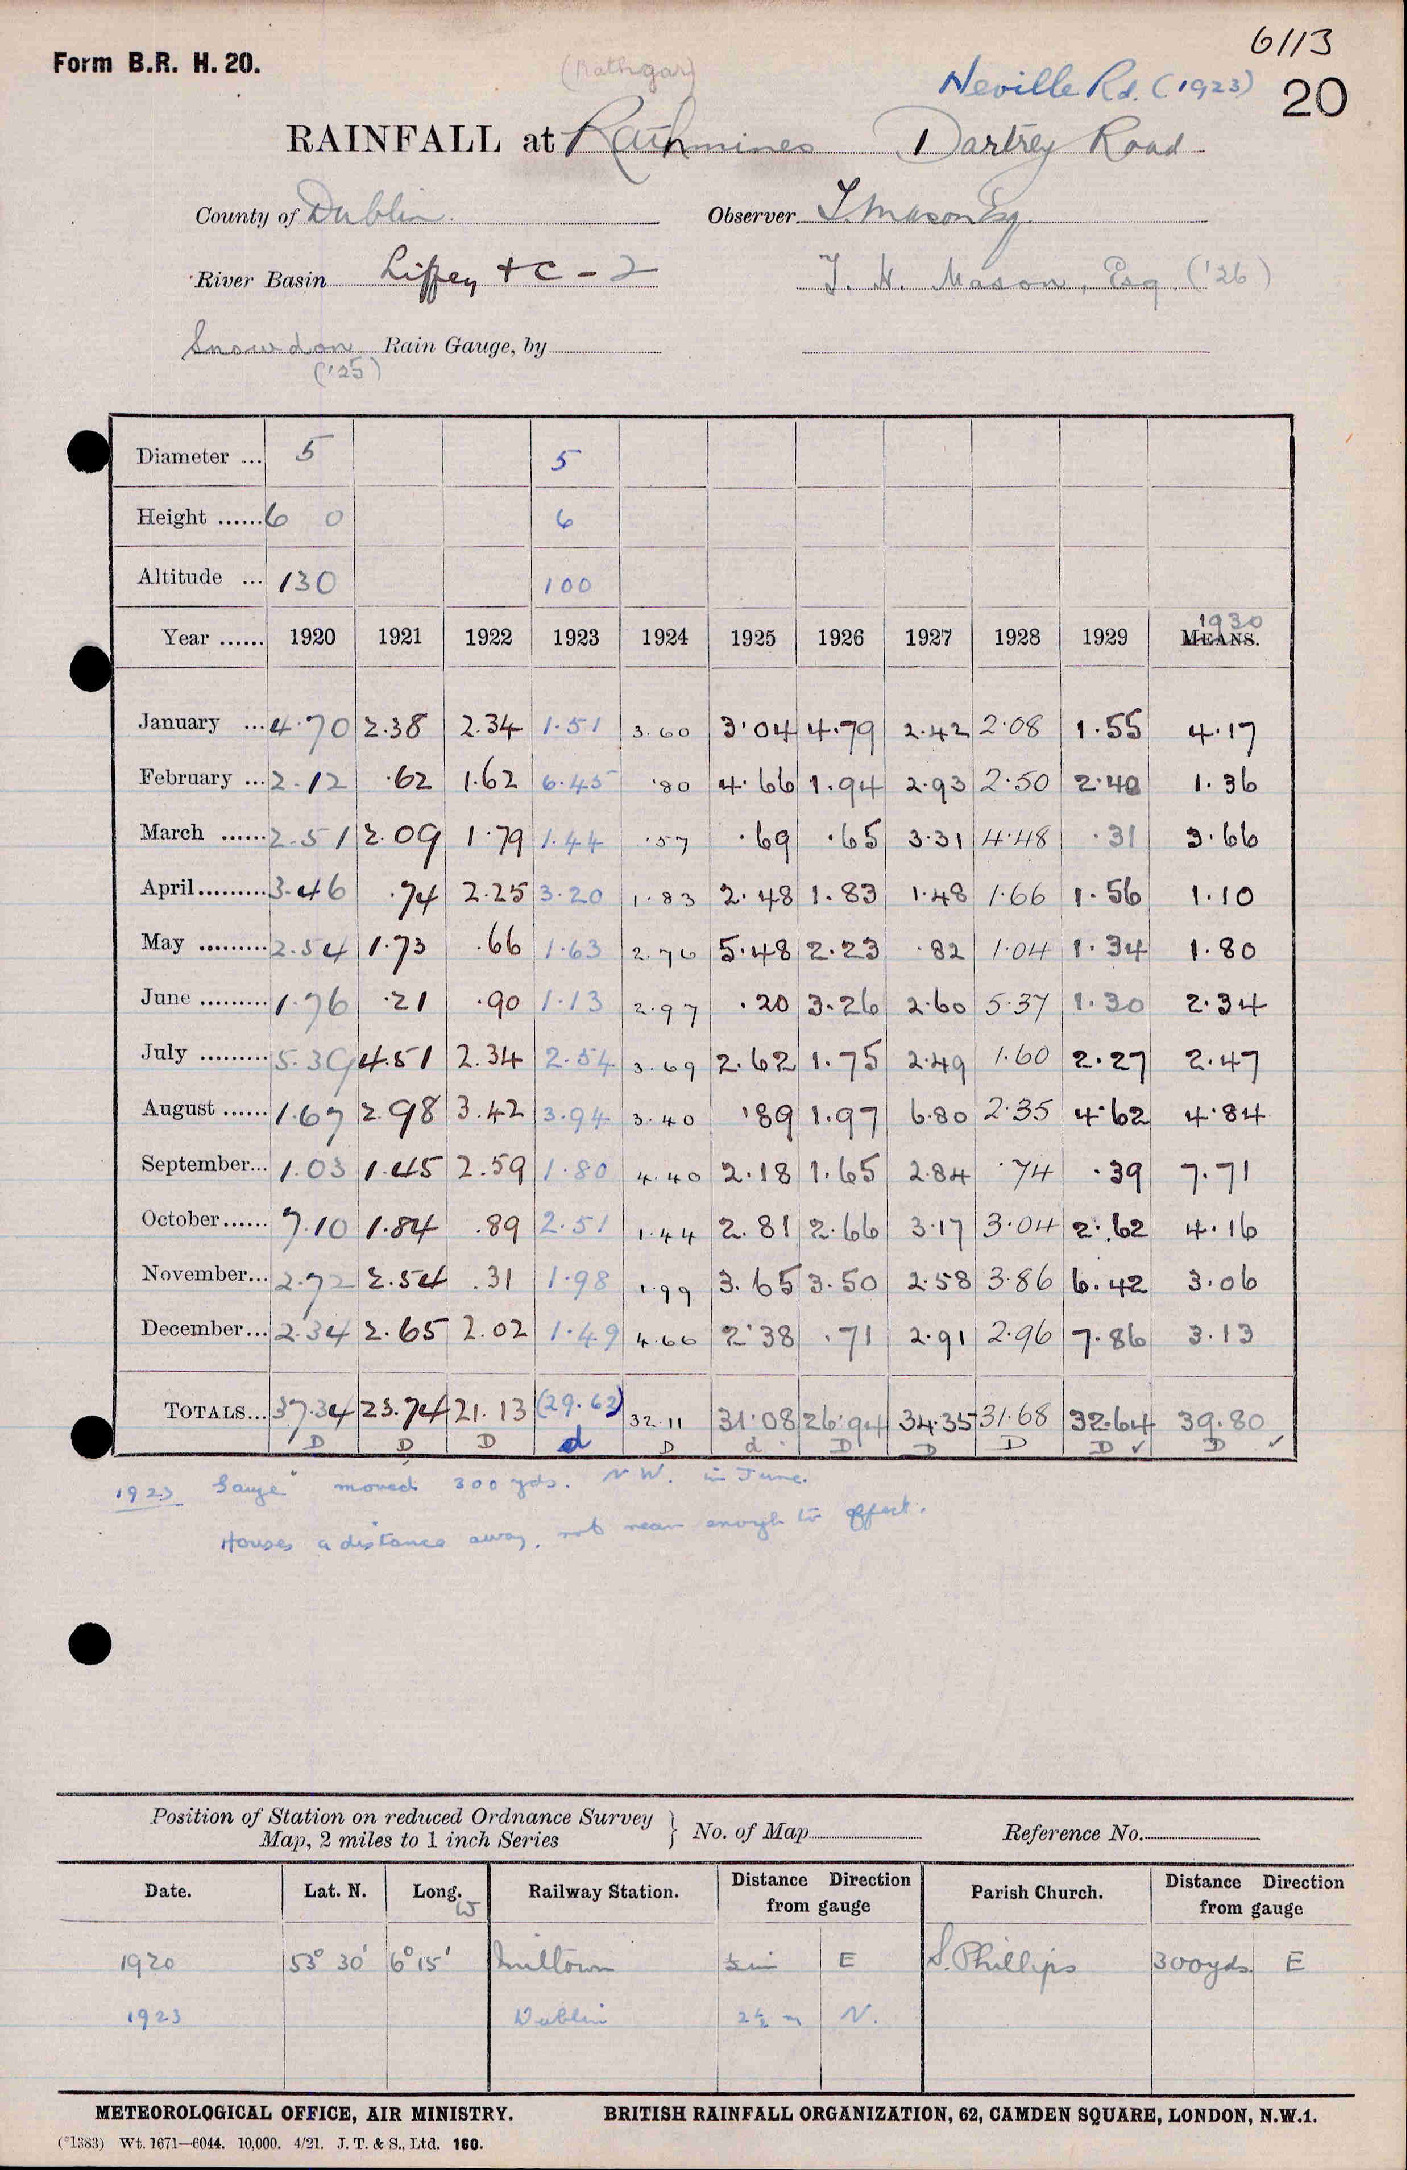 6113
Form B.R. H. 20.
(Rathgar)
Neville Rd. (1923)
20
RAINFALL at Rathmines 1 Dartrey Road
County of Dublin. Observer T. Mason Esq
River Basin Liffey + C - 2 T. H. Mason, Esq. ('26)
Snowdon Rain Gauge, by
('25)
Diameter ... 5 5
Height ...... 6 0 6
Altitude ... 130 100
1930
Year ...... 1920 1921 1922 1923 1924 1925 1926 1927 1928 1929 MEANS.
January ... 4.70 2.38 2.34 1.51 3.60 3.04 4.79 2.42 2.08 1.55 4.17
February ... 2.12 .62 1.62 6.45 .80 4.66 1.94 2.93 2.50 2.40 1.36
March ...... 2.51 2.09 1.79 1.44 .57 .69 .65 3.31 4.48 .31 3.66
April......... 3.46 .74 2.25 3.20 1.83 2.48 1.83 1.48 1.66 1.56 1.10
May ......... 2.54 1.73 .66 1.63 2.76 5.48 2.23 .82 1.04 1.34 1.80
June ......... 1.76 .21 .90 1.13 2.97 .20 3.26 2.60 5.37 1.30 2.34
July ......... 5.39 4.51 2.34 2.54 3.69 2.62 1.75 2.49 1.60 2.27 2.47
August ...... 1.67 2.98 3.42 3.94 3.40 .89 1.97 6.80 2.35 4.62 4.84
September... 1.03 1.45 2.59 1.80 4.40 2.18 1.65 2.84 .74 .39 7.71
October...... 7.10 1.84 .89 2.51 1.44 2.81 2.66 3.17 3.04 2.62 4.16
November... 2.72 2.54 .31 1.98 1.99 3.65 3.50 2.58 3.86 6.42 3.06
December... 2.34 2.65 2.02 1.49 4.66 2.38 .71 2.91 2.96 7.86 3.13
TOTALS... 37.34 23.74 21.13 (29.62) 32.11 31.08 26.94 34.35 31.68 32.64 39.80
D D D d D d D D D D ✓ D ✓
1923 Gauge moved 300 yds. N W. in June.
Houses a distance away, not near enough to affect.
Position of Station on reduced Ordnance Survey
Map, 2 miles to 1 inch Series } No. of Map Reference No.
Date. Lat. N. Long. W Railway Station. Distance Direction from gauge Parish Church. Distance Direction from gauge
1920 53° 30' 6° 15' Milltown ½ mi E S. Phillips 300 yds. E
1923 Dublin 2½ m N.
METEOROLOGICAL OFFICE, AIR MINISTRY. BRITISH RAINFALL ORGANIZATION, 62, CAMDEN SQUARE, LONDON, N.W.1.
(*1383) Wt. 1671—6044. 10,000. 4/21. J. T. & S., Ltd. 160.